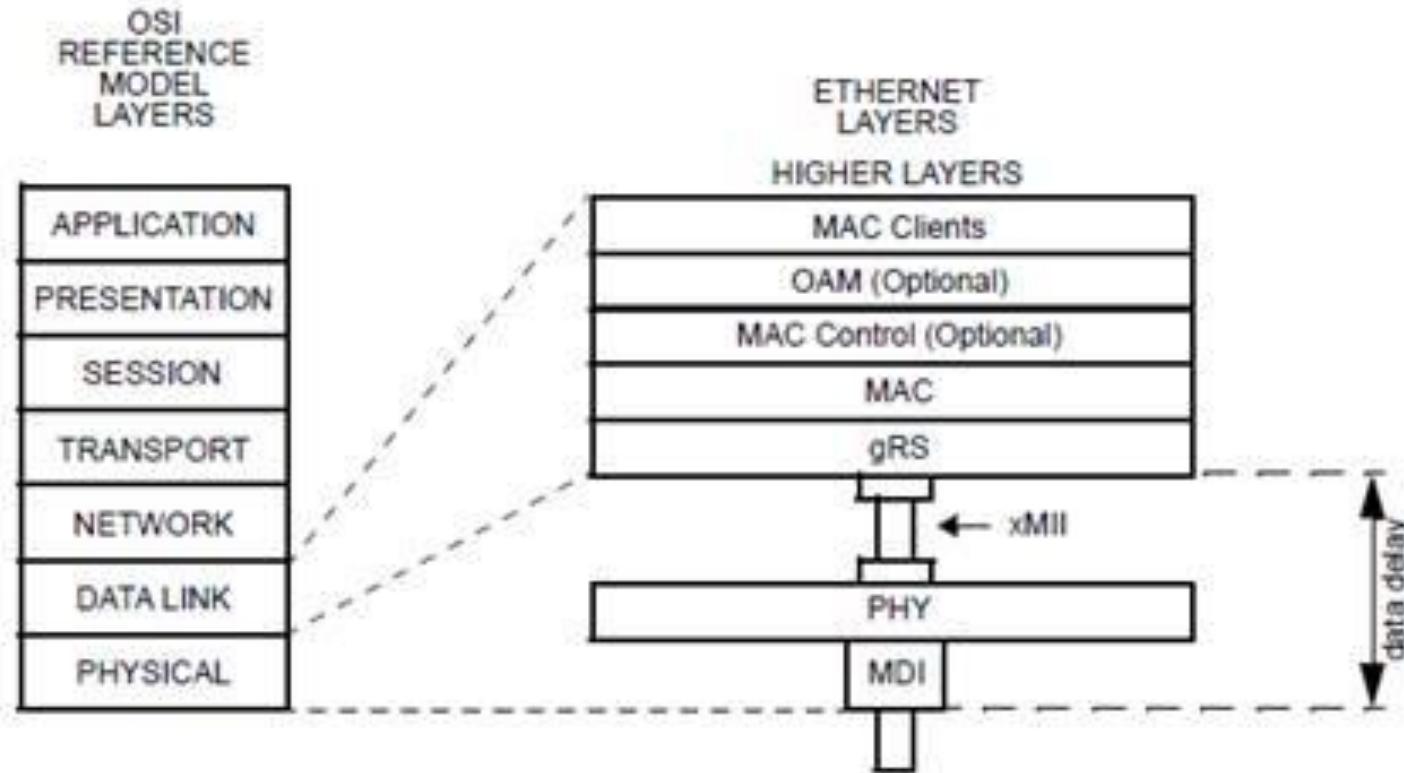 OSI
REFERENCE
MODEL
LAYERS
APPLICATION
PRESENTATION
SESSION
TRANSPORT
NETWORK
DATA LINK
PHYSICAL
ETHERNET
LAYERS
HIGHER LAYERS
MAC Clients
OAM (Optional)
MAC Control (Optional)
MAC
gRS
xMII
PHY
MDI
data delay